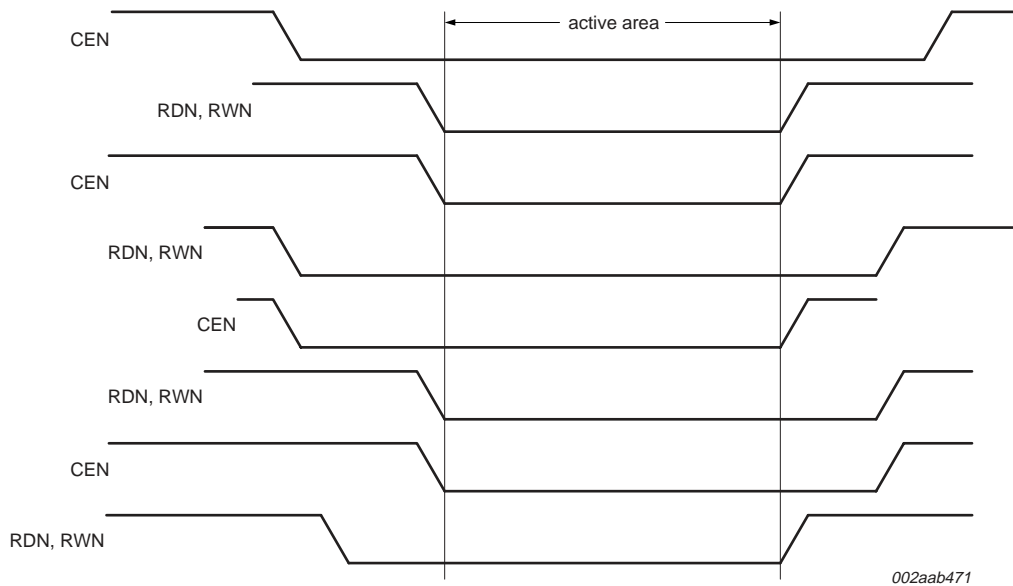 active area
CEN
RDN, RWN
CEN
RDN, RWN
CEN
RDN, RWN
CEN
RDN, RWN
002aab471